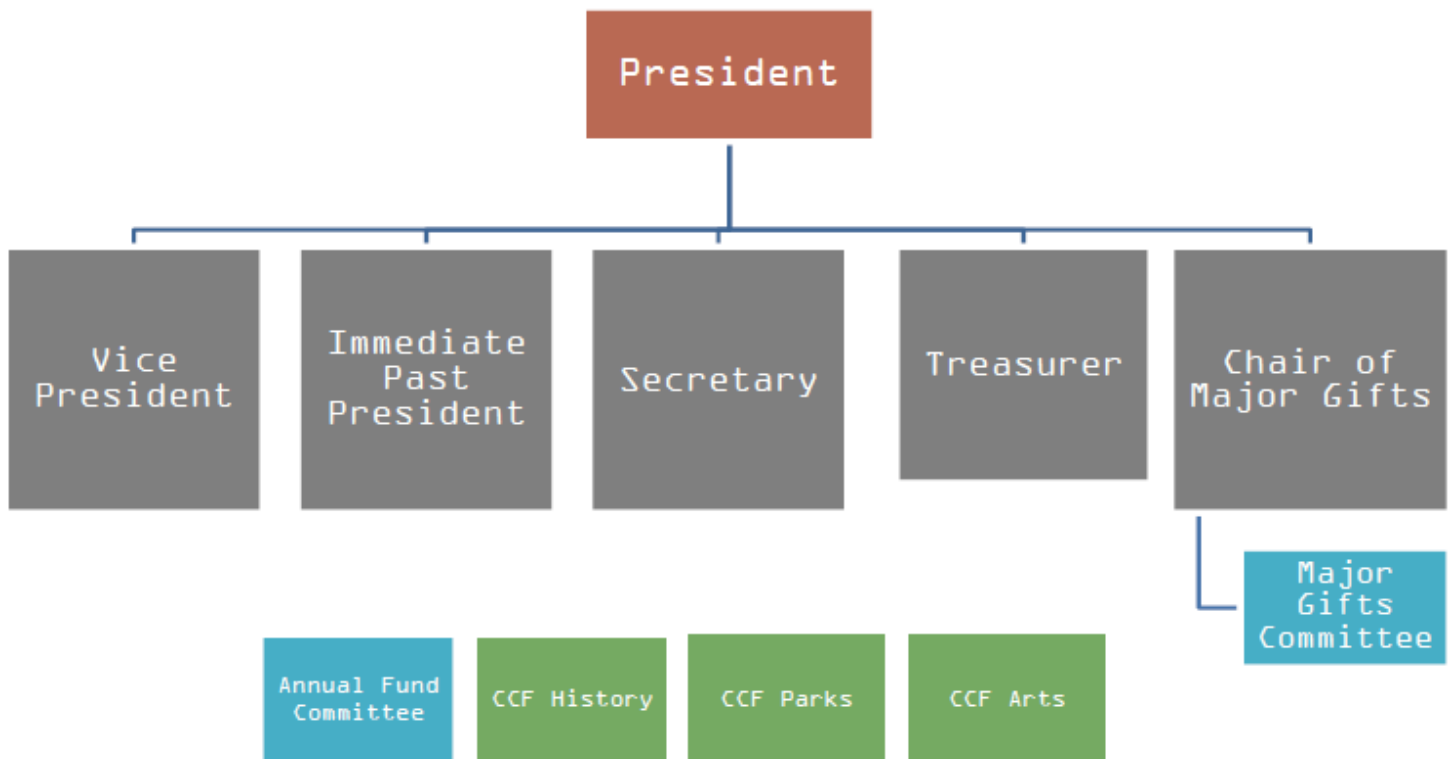 President
Vice
President
Immediate
Past
President
Secretary
Treasurer
Chair of
Major Gifts
Major
Gifts
Committee
Annual Fund
Committee
CCF History
CCF Parks
CCF Arts